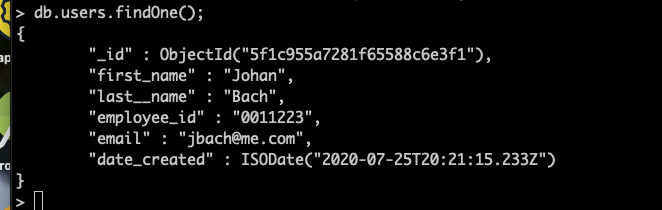 > db.users.findOne();
{
"_id" : ObjectId("5f1c955a7281f65588c6e3f1"),
"first_name" : "Johan",
"last__name" : "Bach",
"employee_id" : "0011223",
"email" : "jbach@me.com",
"date_created" : ISODate("2020-07-25T20:21:15.233Z")
}
>